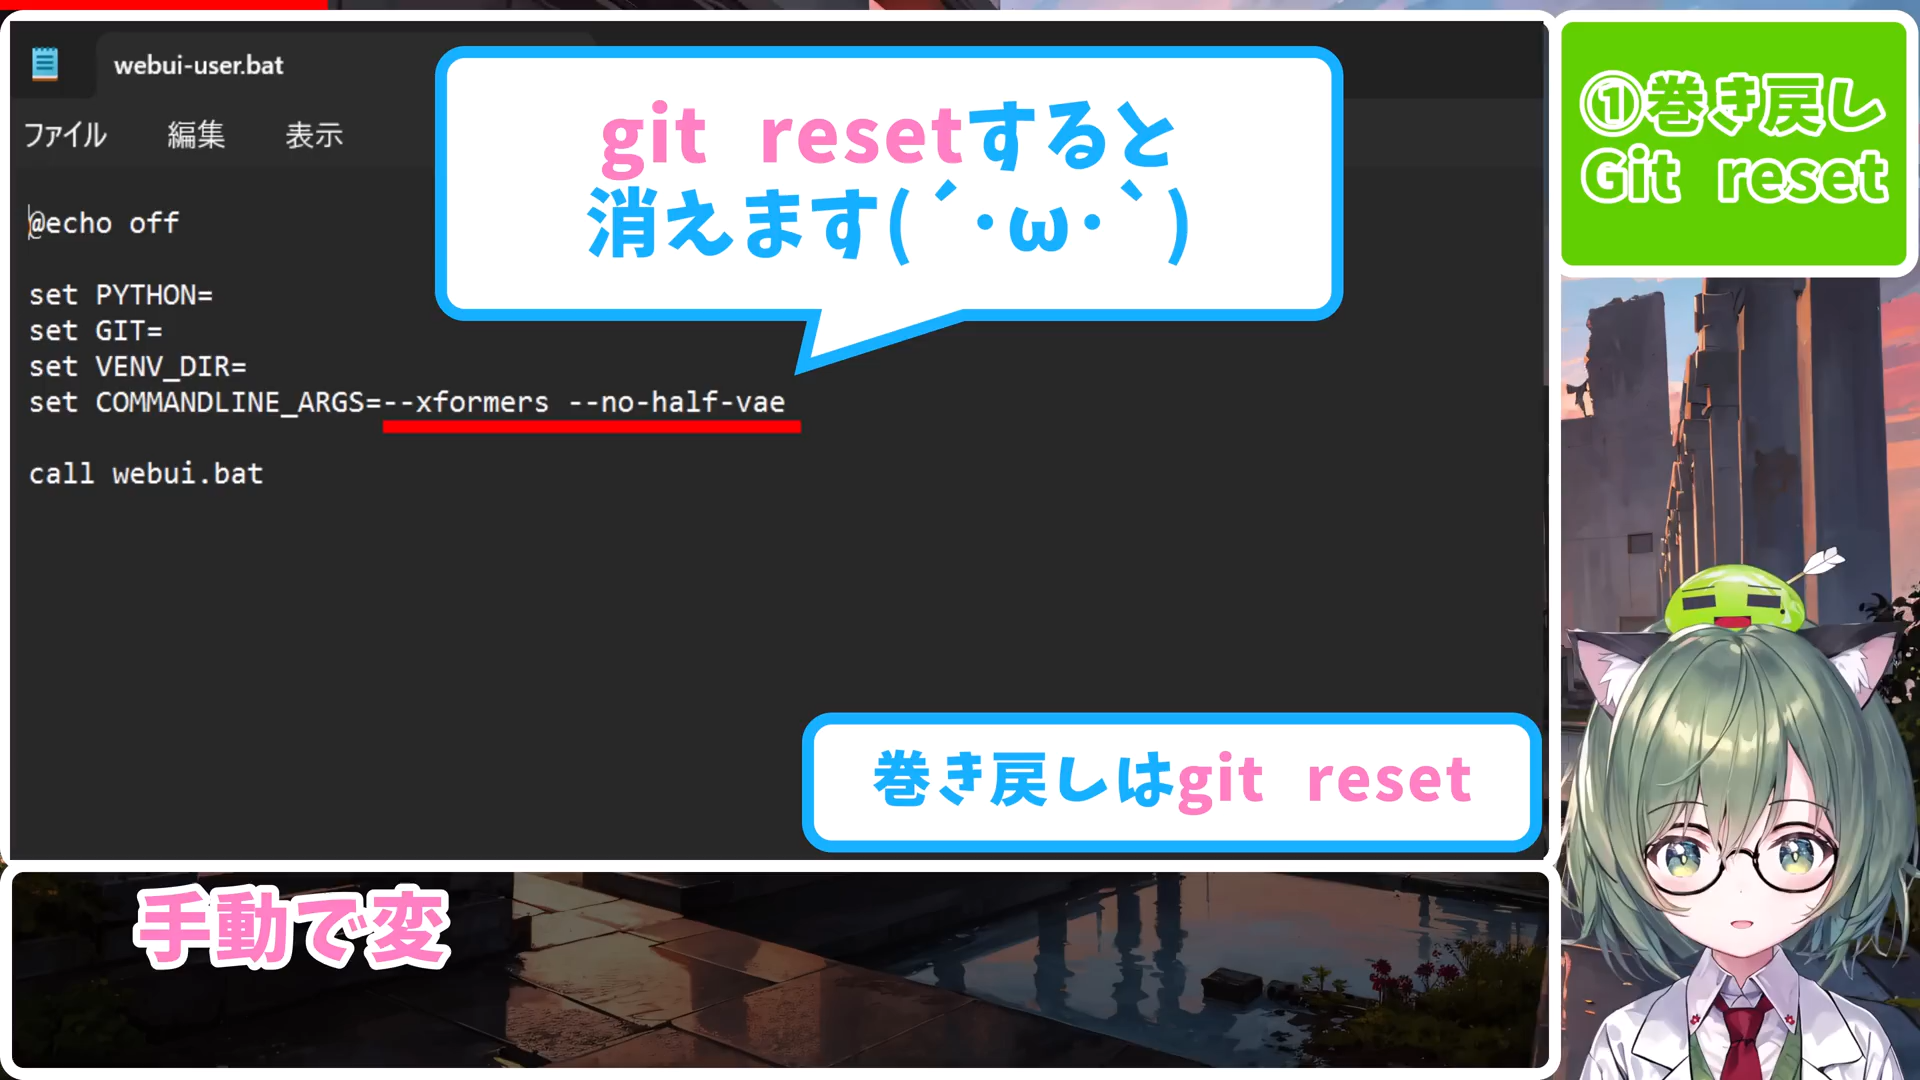 webui-user.bat
ファイル 編集 表示
@echo off
set PYTHON=
set GIT=
set VENV_DIR=
set COMMANDLINE_ARGS=--xformers --no-half-vae
call webui.bat
git resetすると
消えます(´・ω・`)
①巻き戻し
Git reset
巻き戻しはgit reset
手動で変